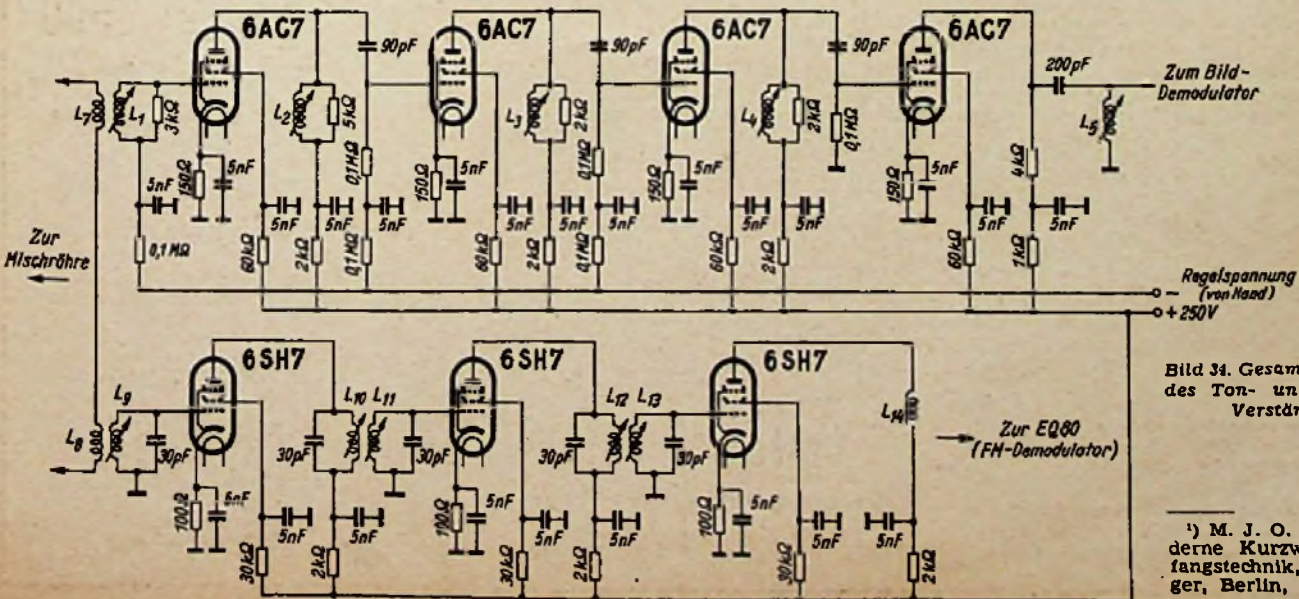 6AC7
6AC7
6AC7
6AC7
90pF
90pF
90pF
200pF
Zum Bild-
Demodulator
L7
L1
3kΩ
L2
5kΩ
L3
2kΩ
L4
2kΩ
0,1MΩ
L5
5nF
150Ω
5nF
0,1MΩ
150Ω
5nF
0,1MΩ
150Ω
5nF
150Ω
5nF
4kΩ
5nF
5nF
5nF
5nF
5nF
5nF
5nF
5nF
5nF
5nF
Zur
Mischröhre
0,1MΩ
60kΩ
2kΩ
0,1MΩ
60kΩ
2kΩ
0,1MΩ
60kΩ
2kΩ
60kΩ
1kΩ
Regelspannung
(von Hand)
−
+250V
6SH7
6SH7
6SH7
Bild 34. Gesam
des Ton- un
Verstär
L8
L9
30pF
L10
L11
30pF
30pF
L12
L13
30pF
30pF
L14
Zur EQ80
(FM-Demodulator)
100Ω
5nF
5nF
5nF
100Ω
5nF
5nF
5nF
100Ω
5nF
5nF
5nF
30kΩ
2kΩ
30kΩ
2kΩ
30kΩ
2kΩ
¹) M. J. O.
derne Kurzw
fangstechnik,
ger, Berlin,